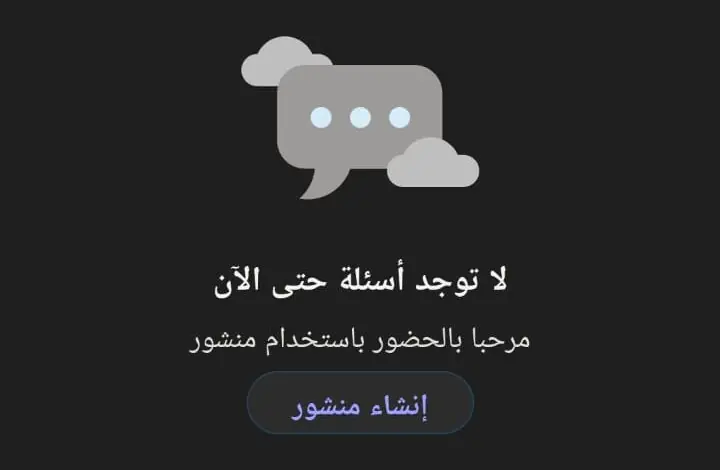 لا توجد أسئلة حتى الآن
مرحبا بالحضور باستخدام منشور
إنشاء منشور